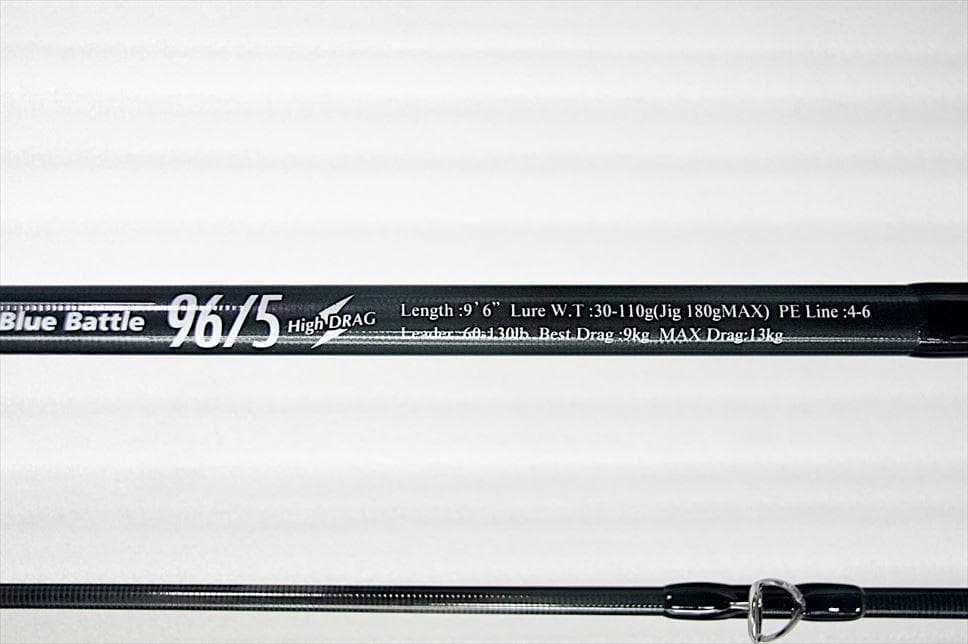 Blue Battle 96/5 High DRAG
Length :9’6” Lure W.T :30-110g(Jig 180gMAX) PE Line :4-6
Leader :60-130lb Best Drag :9kg MAX Drag:13kg